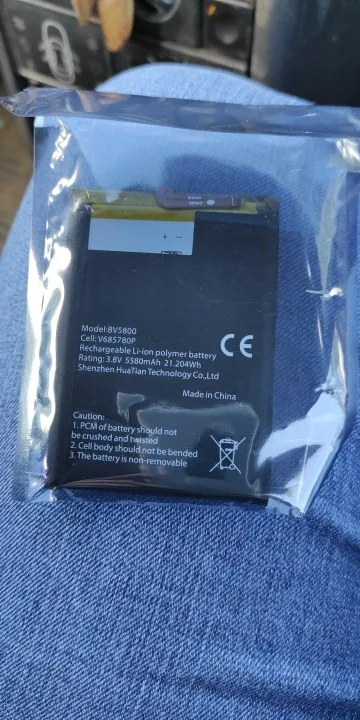 + -
Model:BV5800
Cell: V685780P
Rechargeable Li-ion polymer battery
Rating: 3.8V 5580mAh 21.204Wh
Shenzhen HuaTian Technology Co.,Ltd
CE
Made in China
Caution:
1. PCM of battery should not
be crushed and twisted
2. Cell body should not be bended
3. The battery is non-removable